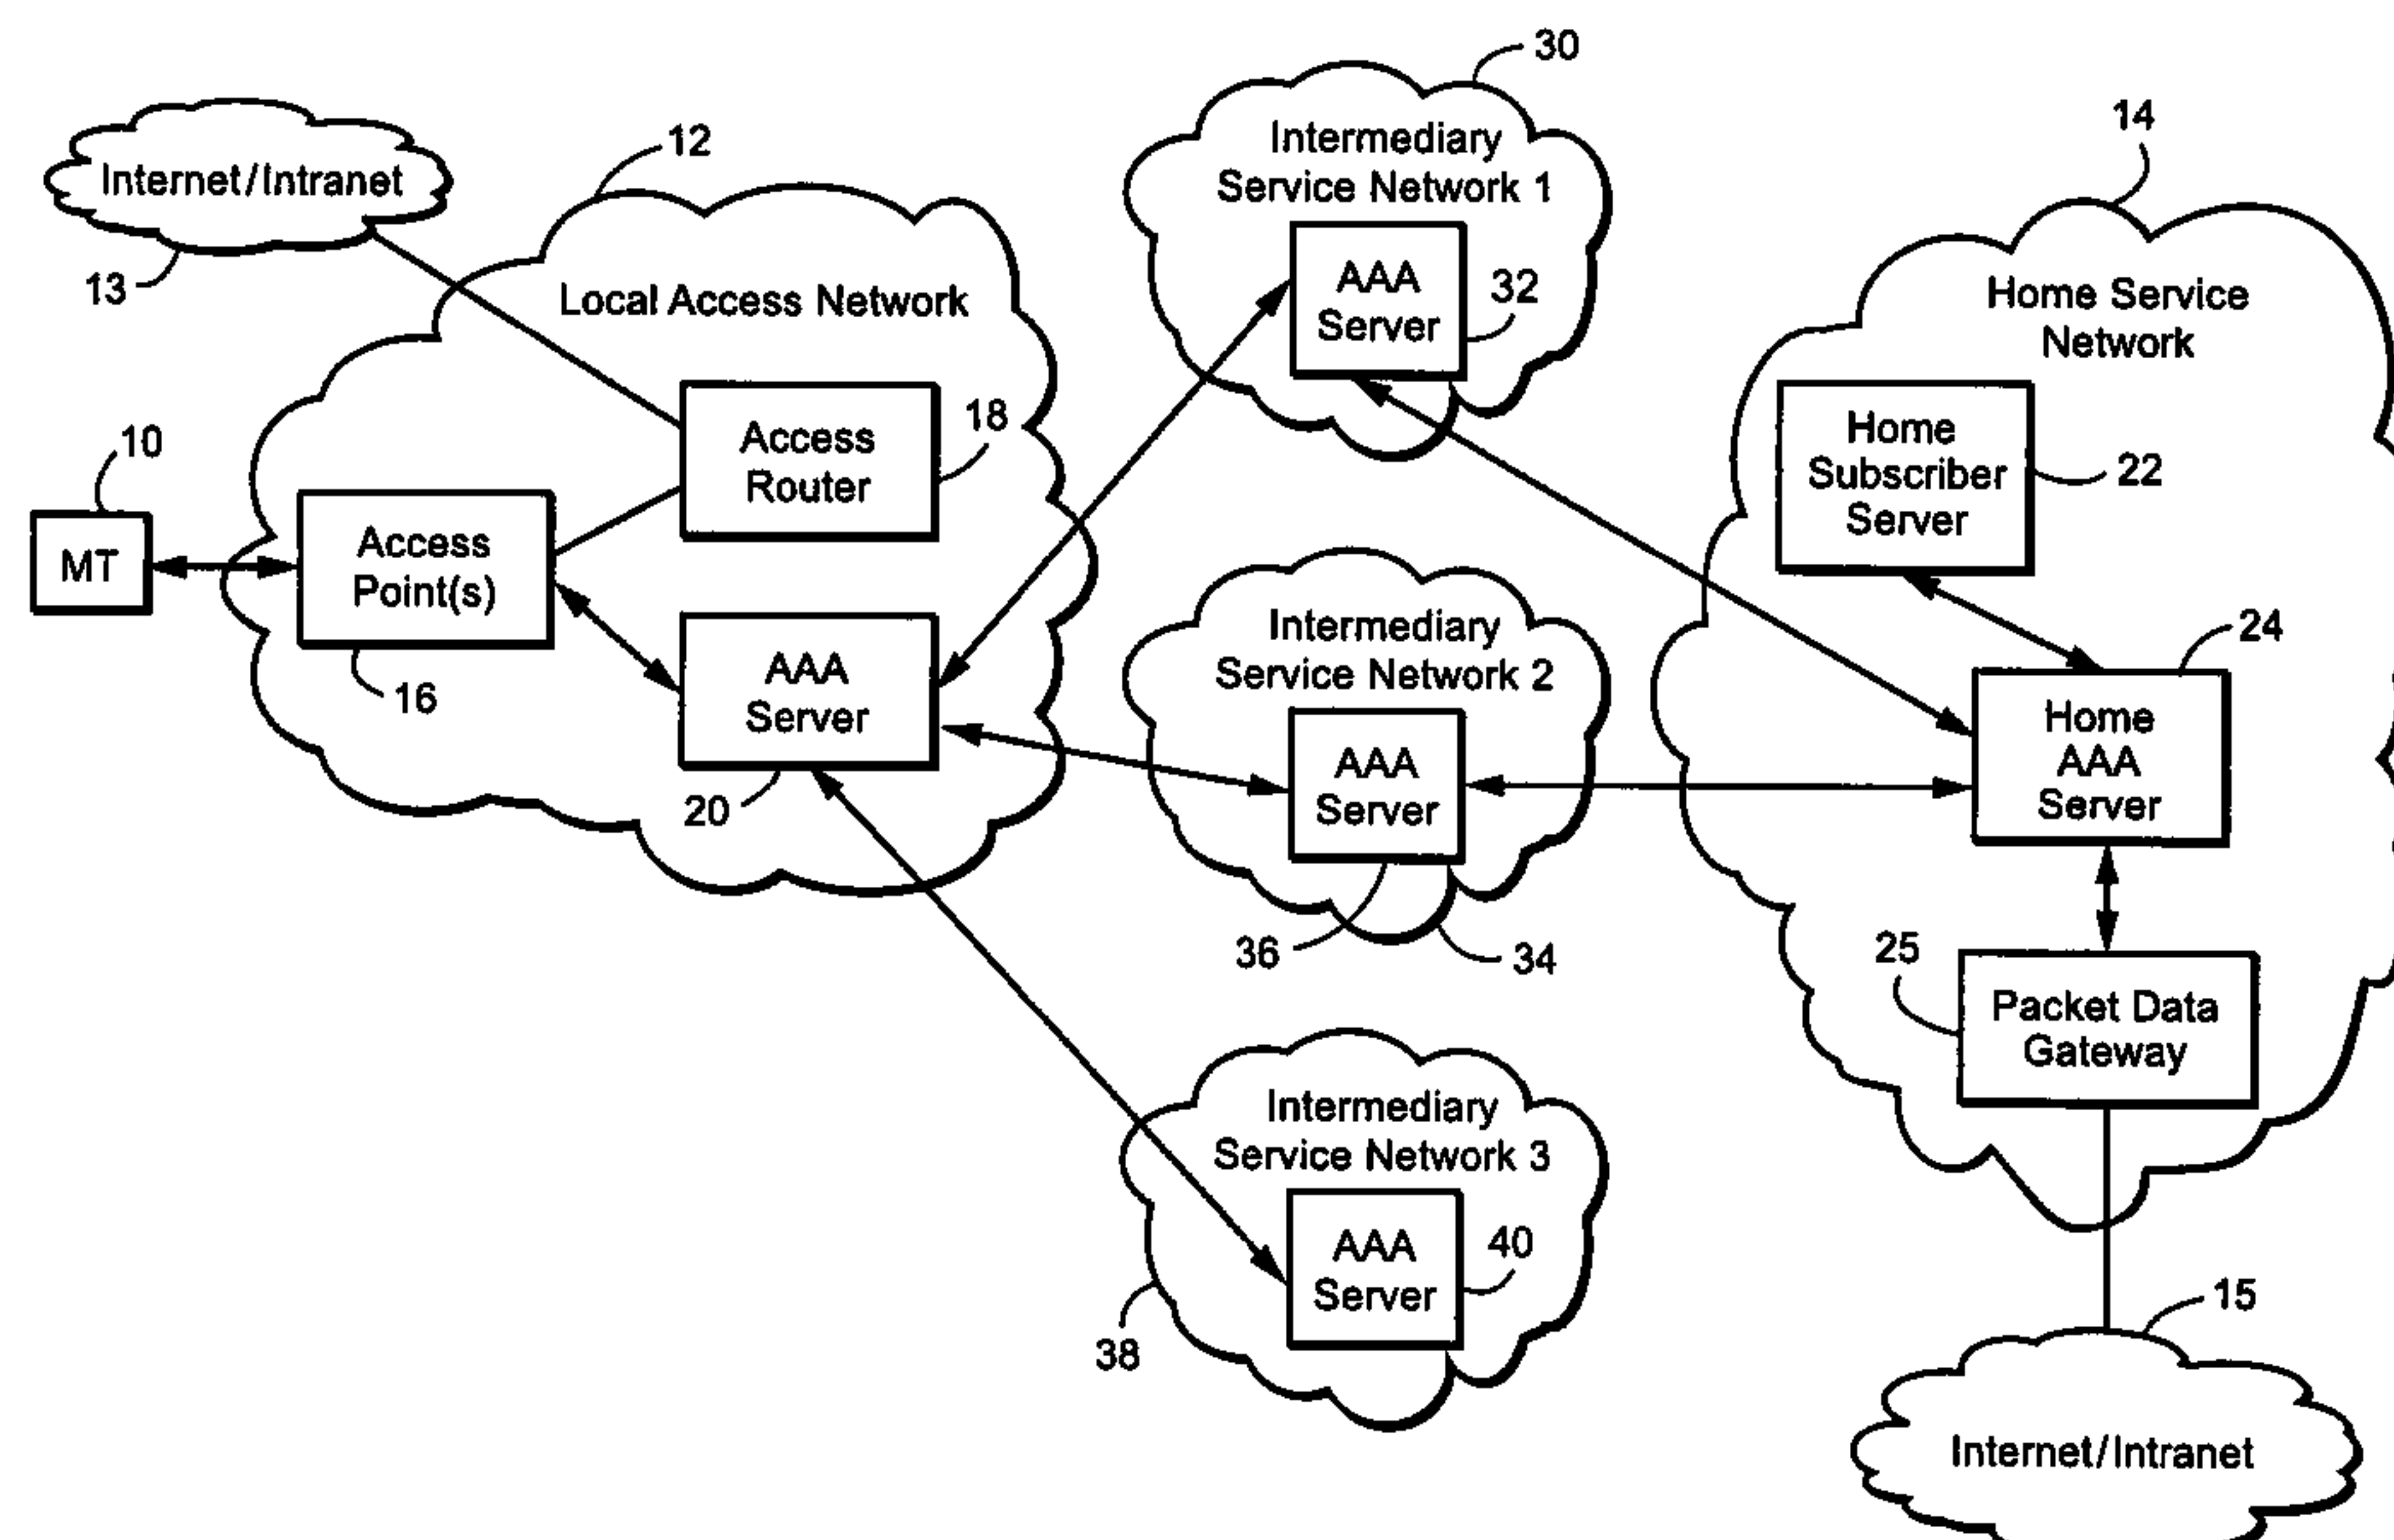 30
Intermediary
Service Network 1
AAA
Server
32
14
Home Service
Network
Home
Subscriber
Server
22
24
Home
AAA
Server
25
Packet Data
Gateway
15
Internet/Intranet
Internet/Intranet
13
12
Local Access Network
Access
Router
18
10
MT
Access
Point(s)
16
AAA
Server
20
Intermediary
Service Network 2
AAA
Server
36
34
Intermediary
Service Network 3
AAA
Server
40
38